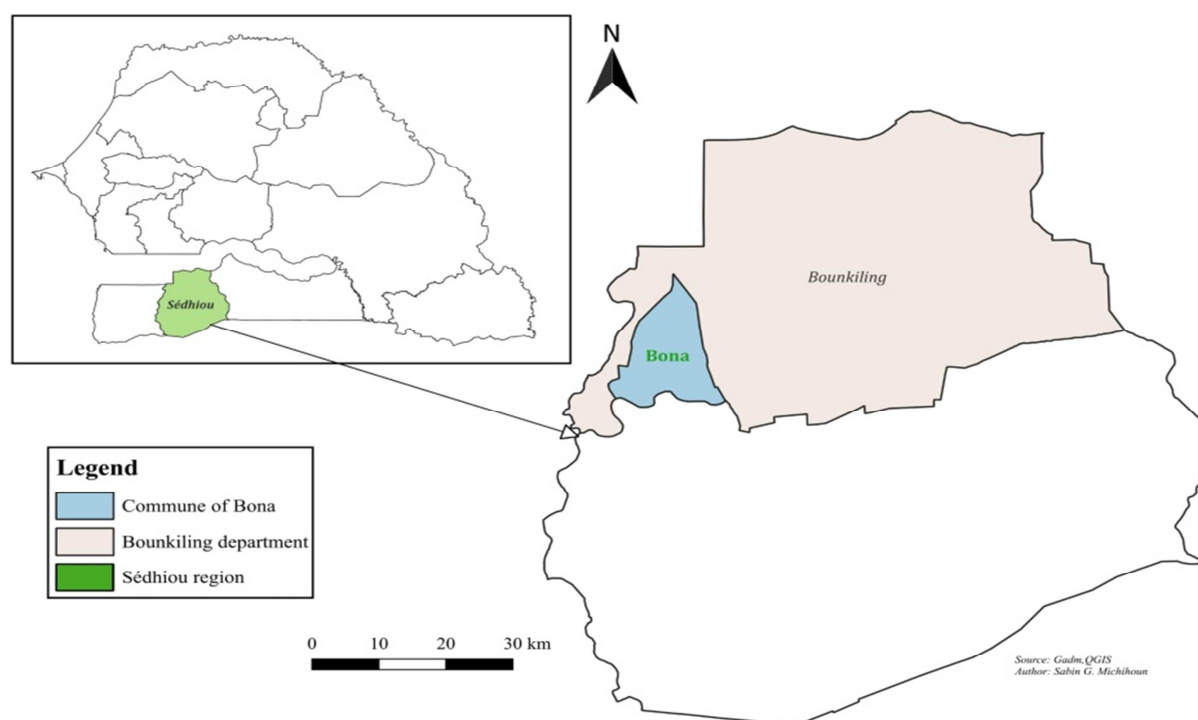 N
Sédhiou
Bounkiling
Bona
Legend
Commune of Bona
Bounkiling department
Sédhiou region
0 10 20 30 km
Source: Gadm,QGIS
Author: Sabin G. Michihoun